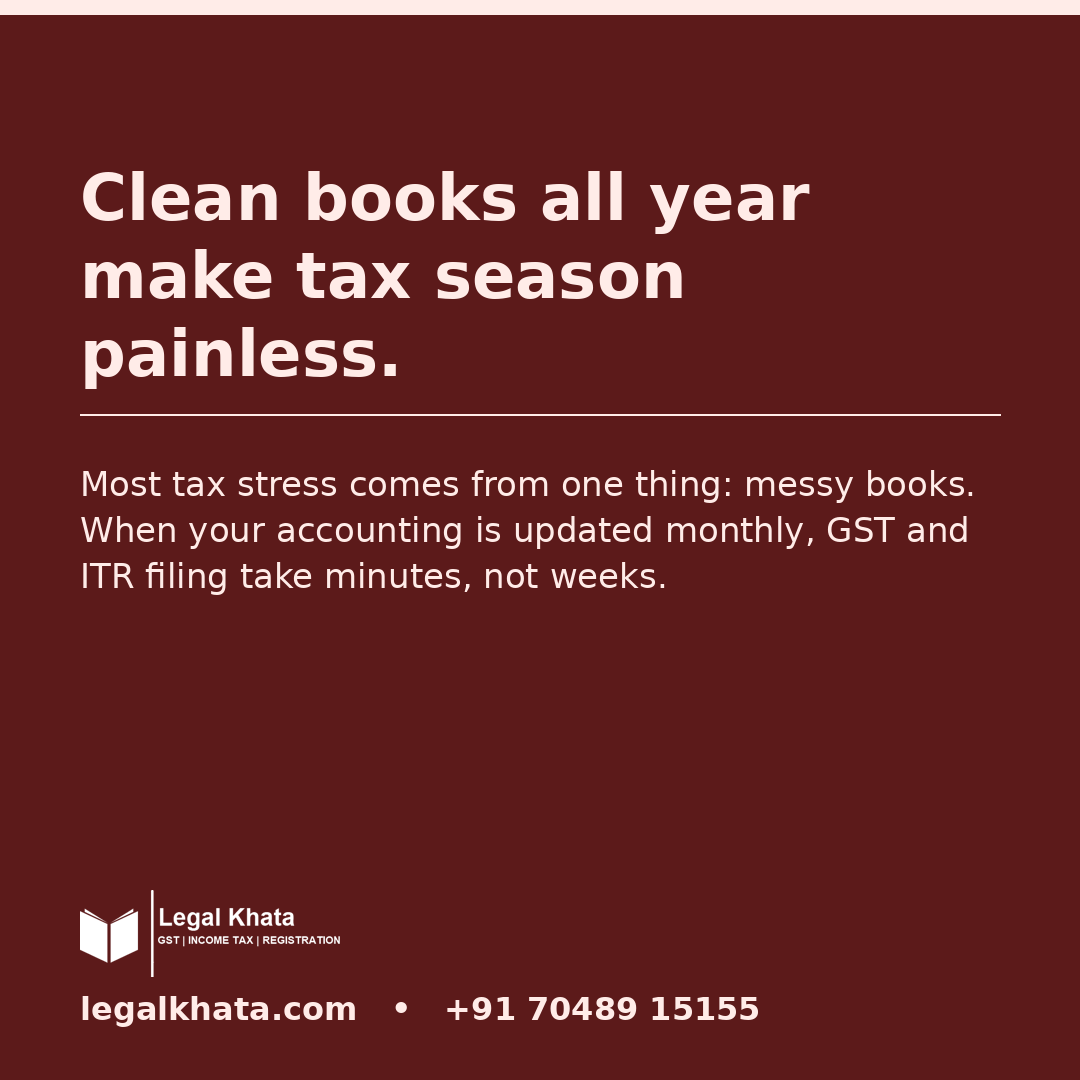 Clean books all year
make tax season
painless.
Most tax stress comes from one thing: messy books.
When your accounting is updated monthly, GST and
ITR filing take minutes, not weeks.
Legal Khata
GST | INCOME TAX | REGISTRATION
legalkhata.com • +91 70489 15155